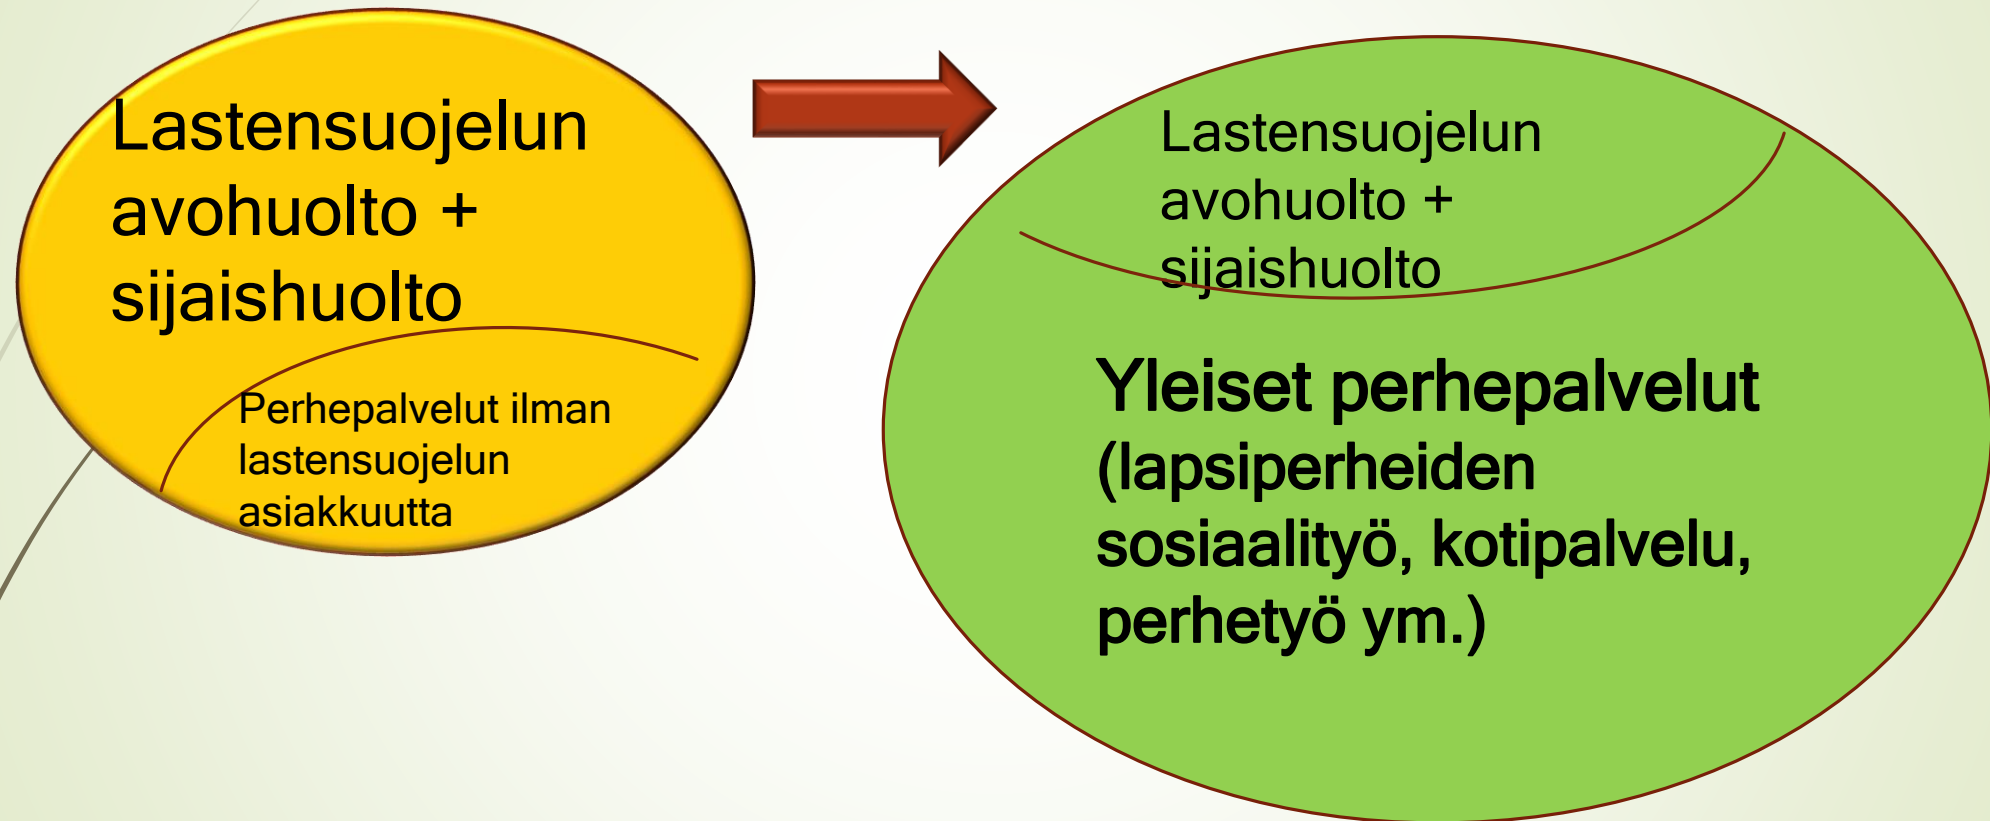 Lastensuojelun
avohuolto +
sijaishuolto
Perhepalvelut ilman
lastensuojelun
asiakkuutta
Lastensuojelun
avohuolto +
sijaishuolto
Yleiset perhepalvelut
(lapsiperheiden
sosiaalityö, kotipalvelu,
perhetyö ym.)